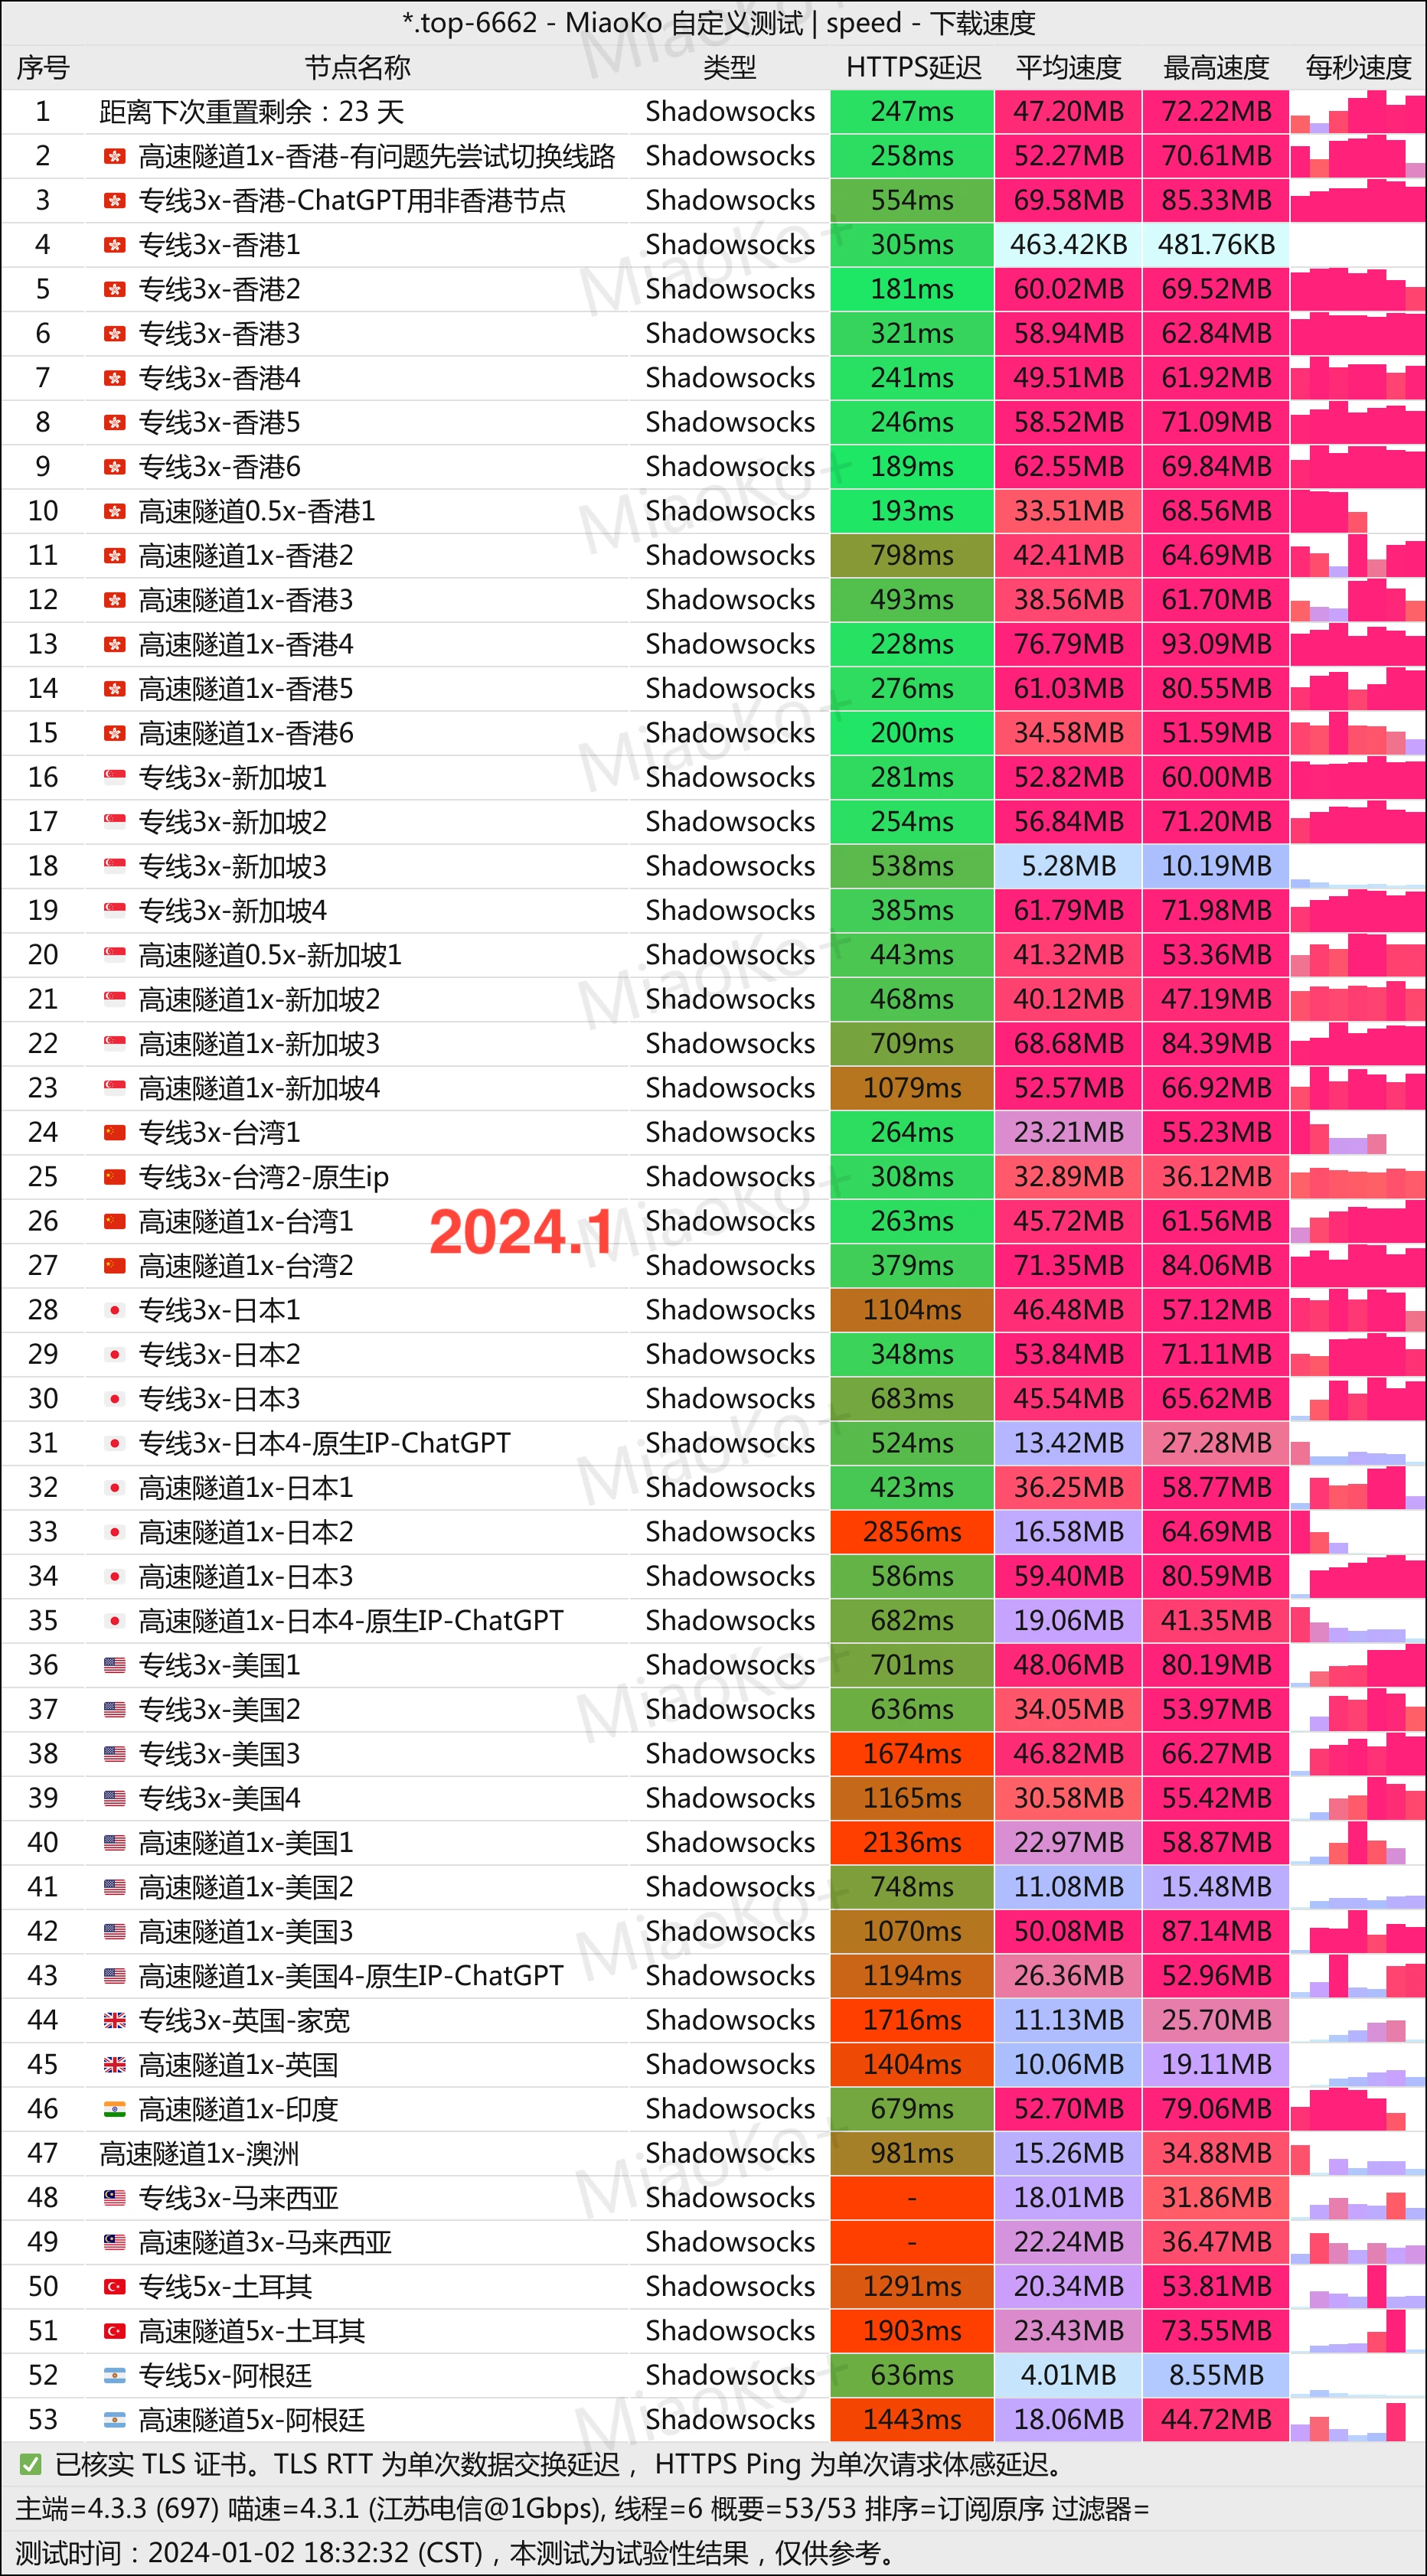 *.top-6662 - MiaoKo 自定义测试 | speed - 下载速度
序号 节点名称 类型 HTTPS延迟 平均速度 最高速度 每秒速度
1 距离下次重置剩余：23 天 Shadowsocks 247ms 47.20MB 72.22MB
2 高速隧道1x-香港-有问题先尝试切换线路 Shadowsocks 258ms 52.27MB 70.61MB
3 专线3x-香港-ChatGPT用非香港节点 Shadowsocks 554ms 69.58MB 85.33MB
4 专线3x-香港1 Shadowsocks 305ms 463.42KB 481.76KB
5 专线3x-香港2 Shadowsocks 181ms 60.02MB 69.52MB
6 专线3x-香港3 Shadowsocks 321ms 58.94MB 62.84MB
7 专线3x-香港4 Shadowsocks 241ms 49.51MB 61.92MB
8 专线3x-香港5 Shadowsocks 246ms 58.52MB 71.09MB
9 专线3x-香港6 Shadowsocks 189ms 62.55MB 69.84MB
10 高速隧道0.5x-香港1 Shadowsocks 193ms 33.51MB 68.56MB
11 高速隧道1x-香港2 Shadowsocks 798ms 42.41MB 64.69MB
12 高速隧道1x-香港3 Shadowsocks 493ms 38.56MB 61.70MB
13 高速隧道1x-香港4 Shadowsocks 228ms 76.79MB 93.09MB
14 高速隧道1x-香港5 Shadowsocks 276ms 61.03MB 80.55MB
15 高速隧道1x-香港6 Shadowsocks 200ms 34.58MB 51.59MB
16 专线3x-新加坡1 Shadowsocks 281ms 52.82MB 60.00MB
17 专线3x-新加坡2 Shadowsocks 254ms 56.84MB 71.20MB
18 专线3x-新加坡3 Shadowsocks 538ms 5.28MB 10.19MB
19 专线3x-新加坡4 Shadowsocks 385ms 61.79MB 71.98MB
20 高速隧道0.5x-新加坡1 Shadowsocks 443ms 41.32MB 53.36MB
21 高速隧道1x-新加坡2 Shadowsocks 468ms 40.12MB 47.19MB
22 高速隧道1x-新加坡3 Shadowsocks 709ms 68.68MB 84.39MB
23 高速隧道1x-新加坡4 Shadowsocks 1079ms 52.57MB 66.92MB
24 专线3x-台湾1 Shadowsocks 264ms 23.21MB 55.23MB
25 专线3x-台湾2-原生ip Shadowsocks 308ms 32.89MB 36.12MB
26 高速隧道1x-台湾1 Shadowsocks 263ms 45.72MB 61.56MB
2024.1
27 高速隧道1x-台湾2 Shadowsocks 379ms 71.35MB 84.06MB
28 专线3x-日本1 Shadowsocks 1104ms 46.48MB 57.12MB
29 专线3x-日本2 Shadowsocks 348ms 53.84MB 71.11MB
30 专线3x-日本3 Shadowsocks 683ms 45.54MB 65.62MB
31 专线3x-日本4-原生IP-ChatGPT Shadowsocks 524ms 13.42MB 27.28MB
32 高速隧道1x-日本1 Shadowsocks 423ms 36.25MB 58.77MB
33 高速隧道1x-日本2 Shadowsocks 2856ms 16.58MB 64.69MB
34 高速隧道1x-日本3 Shadowsocks 586ms 59.40MB 80.59MB
35 高速隧道1x-日本4-原生IP-ChatGPT Shadowsocks 682ms 19.06MB 41.35MB
36 专线3x-美国1 Shadowsocks 701ms 48.06MB 80.19MB
37 专线3x-美国2 Shadowsocks 636ms 34.05MB 53.97MB
38 专线3x-美国3 Shadowsocks 1674ms 46.82MB 66.27MB
39 专线3x-美国4 Shadowsocks 1165ms 30.58MB 55.42MB
40 高速隧道1x-美国1 Shadowsocks 2136ms 22.97MB 58.87MB
41 高速隧道1x-美国2 Shadowsocks 748ms 11.08MB 15.48MB
42 高速隧道1x-美国3 Shadowsocks 1070ms 50.08MB 87.14MB
43 高速隧道1x-美国4-原生IP-ChatGPT Shadowsocks 1194ms 26.36MB 52.96MB
44 专线3x-英国-家宽 Shadowsocks 1716ms 11.13MB 25.70MB
45 高速隧道1x-英国 Shadowsocks 1404ms 10.06MB 19.11MB
46 高速隧道1x-印度 Shadowsocks 679ms 52.70MB 79.06MB
47 高速隧道1x-澳洲 Shadowsocks 981ms 15.26MB 34.88MB
48 专线3x-马来西亚 Shadowsocks - 18.01MB 31.86MB
49 高速隧道3x-马来西亚 Shadowsocks - 22.24MB 36.47MB
50 专线5x-土耳其 Shadowsocks 1291ms 20.34MB 53.81MB
51 高速隧道5x-土耳其 Shadowsocks 1903ms 23.43MB 73.55MB
52 专线5x-阿根廷 Shadowsocks 636ms 4.01MB 8.55MB
53 高速隧道5x-阿根廷 Shadowsocks 1443ms 18.06MB 44.72MB
✅ 已核实 TLS 证书。TLS RTT 为单次数据交换延迟， HTTPS Ping 为单次请求体感延迟。
主端=4.3.3 (697) 喵速=4.3.1 (江苏电信@1Gbps), 线程=6 概要=53/53 排序=订阅原序 过滤器=
测试时间：2024-01-02 18:32:32 (CST)，本测试为试验性结果，仅供参考。